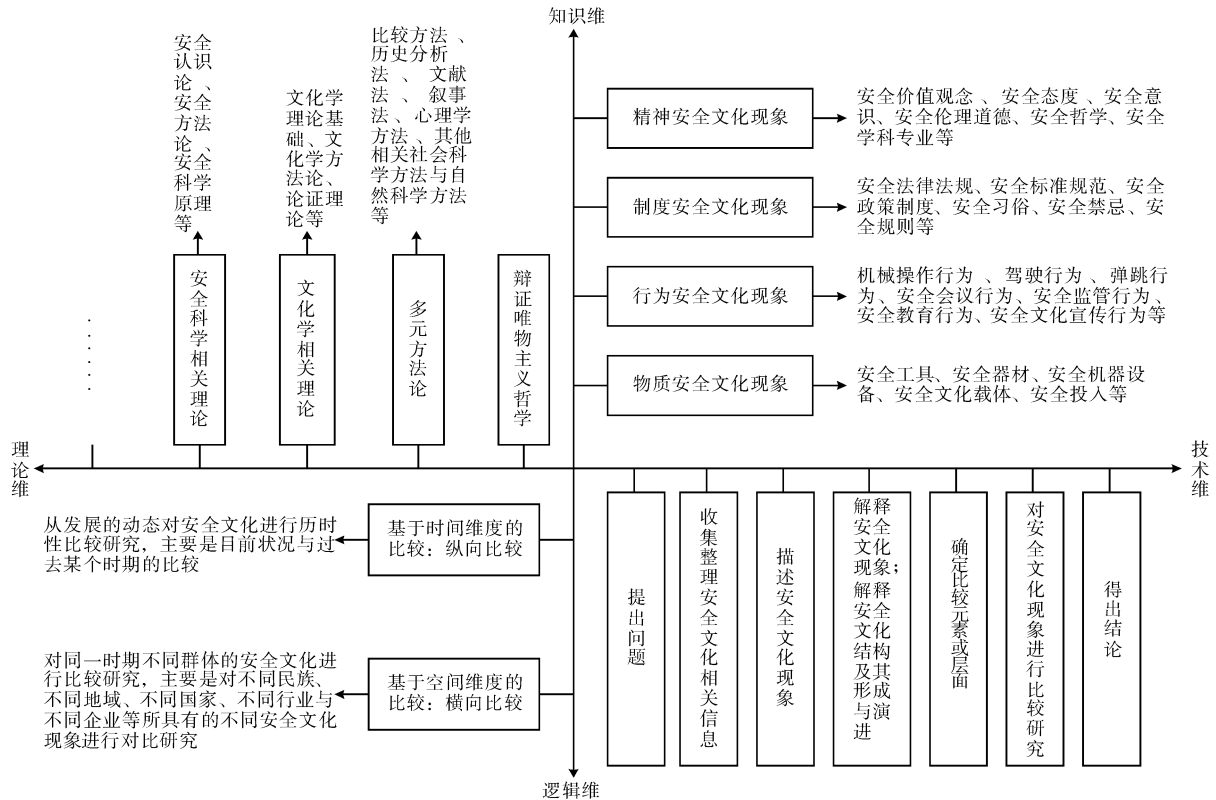 知识维
安全
认识
论、
安全
方法
论、
安全
科学
原理
等
文化学
理论基
础、文
化学方
法论、
论证理
论等
比较方法、
历史分析
法、文献
法、叙事
法、心理学
方法、其他
相关社会科
学方法与自
然科学方法
等
精神安全文化现象
安全价值观念、安全态度、安全意
识、安全伦理道德、安全哲学、安全
学科专业等
制度安全文化现象
安全法律法规、安全标准规范、安全
政策制度、安全习俗、安全禁忌、安
全规则等
行为安全文化现象
机械操作行为、驾驶行为、弹跳行
为、安全会议行为、安全监管行为、
安全教育行为、安全文化宣传行为等
物质安全文化现象
安全工具、安全器材、安全机器设
备、安全文化载体、安全投入等
......
安全科学相关理论
文化学相关理论
多元方法论
辩证唯物主义哲学
理论维
技术维
从发展的动态对安全文化进行历时
性比较研究，主要是目前状况与过
去某个时期的比较
基于时间维度的
比较：纵向比较
对同一时期不同群体的安全文化进
行比较研究，主要是对不同民族、
不同地域、不同国家、不同行业与
不同企业等所具有的不同安全文化
现象进行对比研究
基于空间维度的
比较：横向比较
提出问题
收集整理安全文化相关信息
描述安全文化现象
解释
安全
文化
现象；
解释
安全
文化
结构
及其
形成
与演
进
确定比较元素或层面
对安全文化现象进行比较研究
得出结论
逻辑维